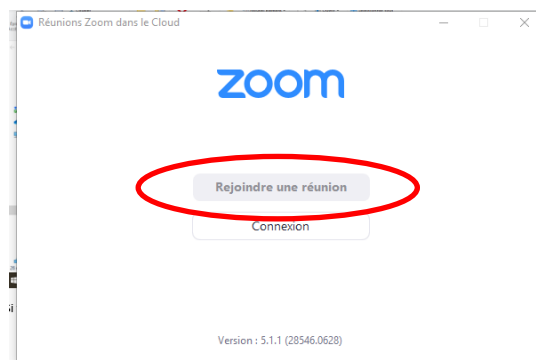 Réunions Zoom dans le Cloud
zoom
Rejoindre une réunion
Connexion
Version : 5.1.1 (28546.0628)